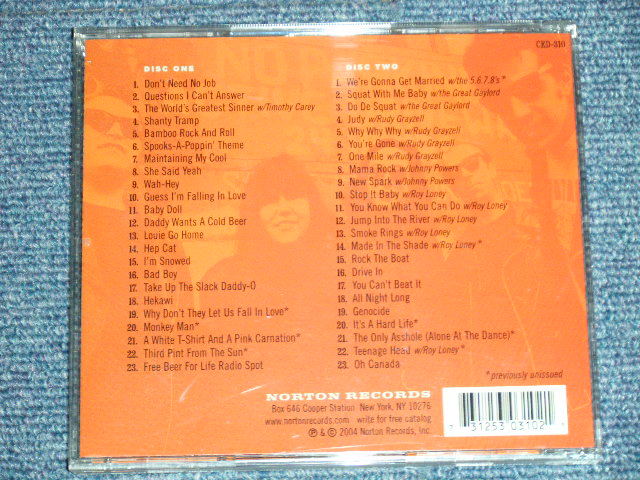 CED-310
DISC ONE
1. Don't Need No Job
2. Questions I Can't Answer
3. The World's Greatest Sinner w/Timothy Carey
4. Shanty Tramp
5. Bamboo Rock And Roll
6. Spooks-A-Poppin' Theme
7. Maintaining My Cool
8. She Said Yeah
9. Wah-Hey
10. Guess I'm Falling In Love
11. Baby Doll
12. Daddy Wants A Cold Beer
13. Louie Go Home
14. Hep Cat
15. I'm Snowed
16. Bad Boy
17. Take Up The Slack Daddy-O
18. Hekawi
19. Why Don't They Let Us Fall In Love*
20. Monkey Man*
21. A White T-Shirt And A Pink Carnation*
22. Third Pint From The Sun*
23. Free Beer For Life Radio Spot
DISC TWO
1. We're Gonna Get Married w/the 5,6,7,8's*
2. Squat With Me Baby w/the Great Gaylord
3. Do De Squat w/the Great Gaylord
4. Judy w/Rudy Grayzell
5. Why Why Why w/Rudy Grayzell
6. You're Gone w/Rudy Grayzell
7. One Mile w/Rudy Grayzell
8. Mama Rock w/Johnny Powers
9. New Spark w/Johnny Powers
10. Stop It Baby w/Roy Loney
11. You Know What You Can Do w/Roy Loney
12. Jump Into The River w/Roy Loney
13. Smoke Rings w/Roy Loney
14. Made In The Shade w/Roy Loney*
15. Rock The Boat
16. Drive In
17. You Can't Beat It
18. All Night Long
19. Genocide
20. It's A Hard Life*
21. The Only Asshole (Alone At The Dance)*
22. Teenage Head w/Roy Loney*
23. Oh Canada
*previously unissued
NORTON RECORDS
Box 646 Cooper Station New York, NY 10276
www.nortonrecords.com write for free catalog
℗ & © 2004 Norton Records, Inc.
7 31253 03102